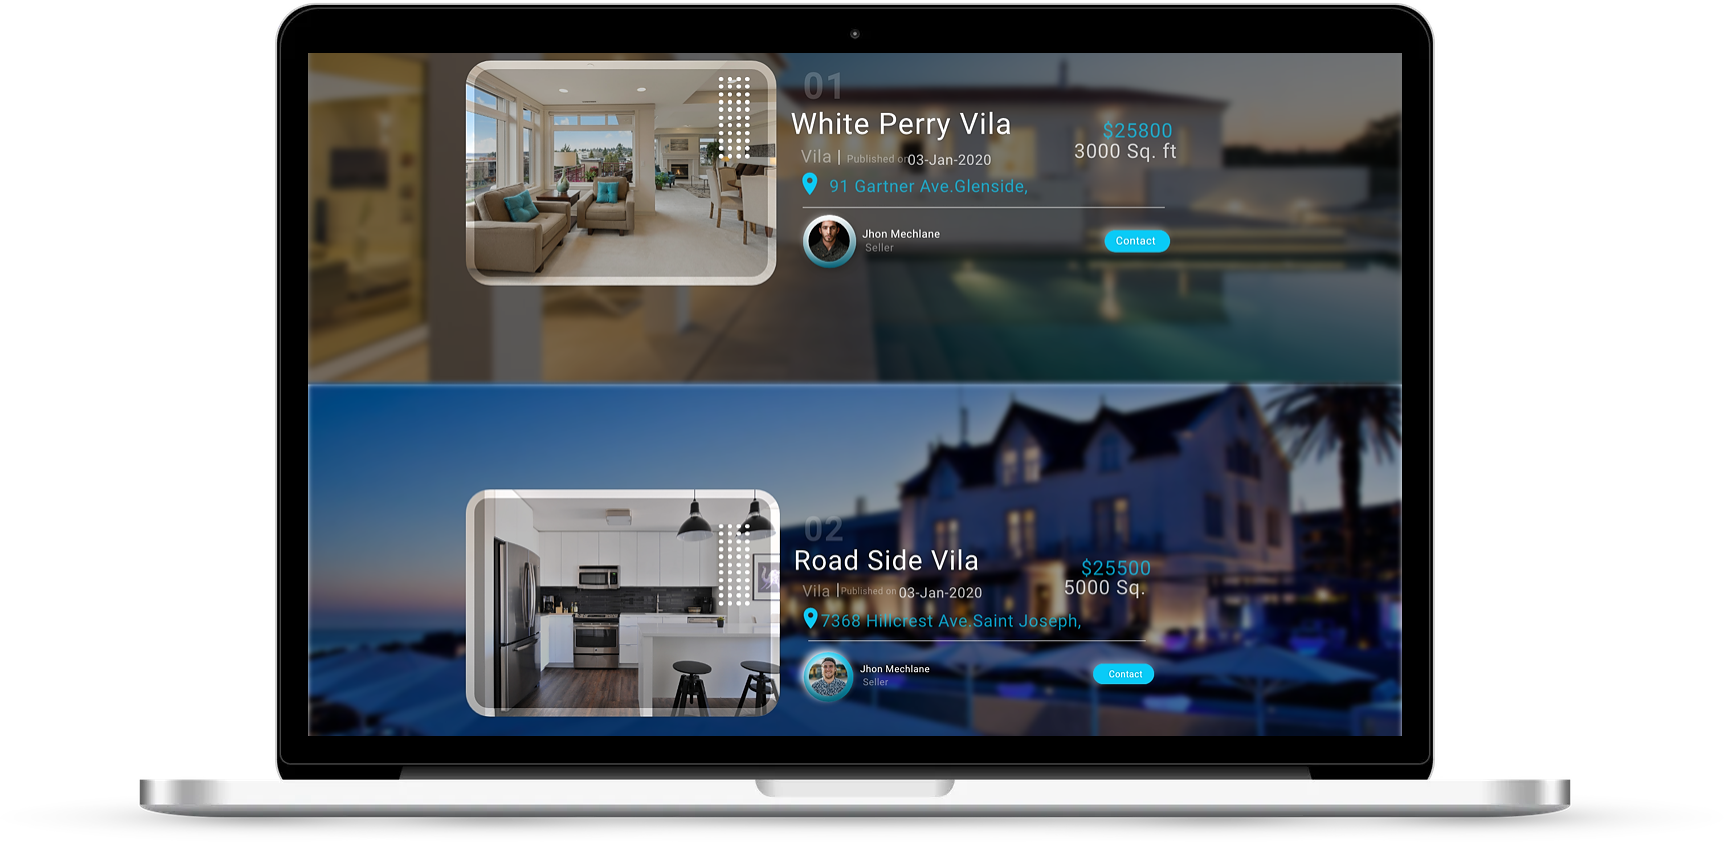 01
White Perry Vila
$25800
3000 Sq. ft
Vila | Published on 03-Jan-2020
91 Gartner Ave.Glenside,
Jhon Mechlane
Seller
Contact
02
Road Side Vila
$25500
5000 Sq.
Vila | Published on 03-Jan-2020
7368 Hillcrest Ave.Saint Joseph,
Jhon Mechlane
Seller
Contact